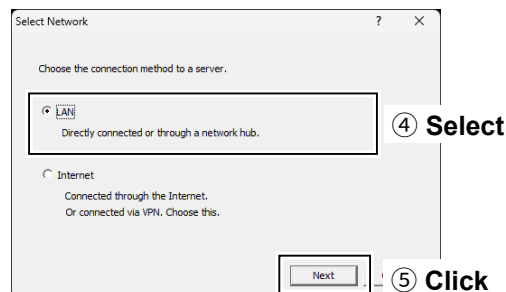 Select Network ? ×
Choose the connection method to a server.
LAN
Directly connected or through a network hub.
④ Select
Internet
Connected through the Internet.
Or connected via VPN. Choose this.
Next
⑤ Click